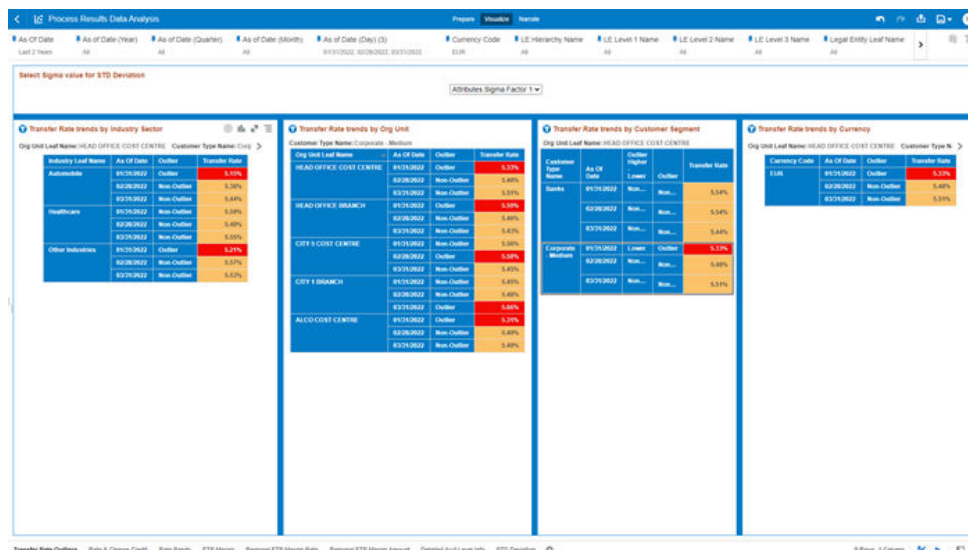 Process Results Data Analysis
Prepare Visualize Narrate
As Of Date As of Date (Year) As of Date (Quarter) As of Date (Month) As of Date (Day) (3) Currency Code LE Hierarchy Name LE Level 1 Name LE Level 2 Name LE Level 3 Name Legal Entity Leaf Name
Last 2 Years All All All 01/31/2022, 02/28/2022, 03/31/2022 EUR All All All All All
Select Sigma value for STD Deviation
Attributes Sigma Factor 1
Transfer Rate trends by Industry Sector
Org Unit Leaf Name: HEAD OFFICE COST CENTRE Customer Type Name: Corp
Industry Leaf Name As Of Date Outlier Transfer Rate
Automobile 01/31/2022 Outlier 5.15%
02/28/2022 Non-Outlier 5.38%
03/31/2022 Non-Outlier 5.44%
Healthcare 01/31/2022 Non-Outlier 5.59%
02/28/2022 Non-Outlier 5.40%
03/31/2022 Non-Outlier 5.55%
Other Industries 01/31/2022 Outlier 5.21%
02/28/2022 Non-Outlier 5.57%
03/31/2022 Non-Outlier 5.53%
Transfer Rate trends by Org Unit
Customer Type Name: Corporate - Medium
Org Unit Leaf Name As Of Date Outlier Transfer Rate
HEAD OFFICE COST CENTRE 01/31/2022 Outlier 5.33%
02/28/2022 Non-Outlier 5.48%
03/31/2022 Non-Outlier 5.51%
HEAD OFFICE BRANCH 01/31/2022 Outlier 5.59%
02/28/2022 Non-Outlier 5.46%
03/31/2022 Non-Outlier 5.43%
CITY 5 COST CENTRE 01/31/2022 Non-Outlier
02/28/2022 Outlier 5.58%
03/31/2022 Non-Outlier 5.45%
CITY 1 BRANCH 01/31/2022 Non-Outlier 5.45%
02/28/2022 Non-Outlier 5.48%
03/31/2022 Outlier
ALCO COST CENTRE 01/31/2022 Outlier 5.31%
02/28/2022 Non-Outlier 5.49%
03/31/2022 Non-Outlier 5.48%
Transfer Rate trends by Customer Segment
Org Unit Leaf Name: HEAD OFFICE COST CENTRE
Customer Type Name As Of Date Outlier Higher - Lower Outlier Transfer Rate
Banks 01/31/2022 Non... Non... 5.54%
02/28/2022 Non... Non... 5.54%
03/31/2022 Non... Non... 5.44%
Corporate - Medium 01/31/2022 Lower Outlier 5.33%
02/28/2022 Non... Non... 5.48%
03/31/2022 Non... Non... 5.51%
Transfer Rate trends by Currency
Org Unit Leaf Name: HEAD OFFICE COST CENTRE Customer Type N
Currency Code As Of Date Outlier Transfer Rate
EUR 01/31/2022 Outlier 5.33%
02/28/2022 Non-Outlier 5.48%
03/31/2022 Non-Outlier 5.51%